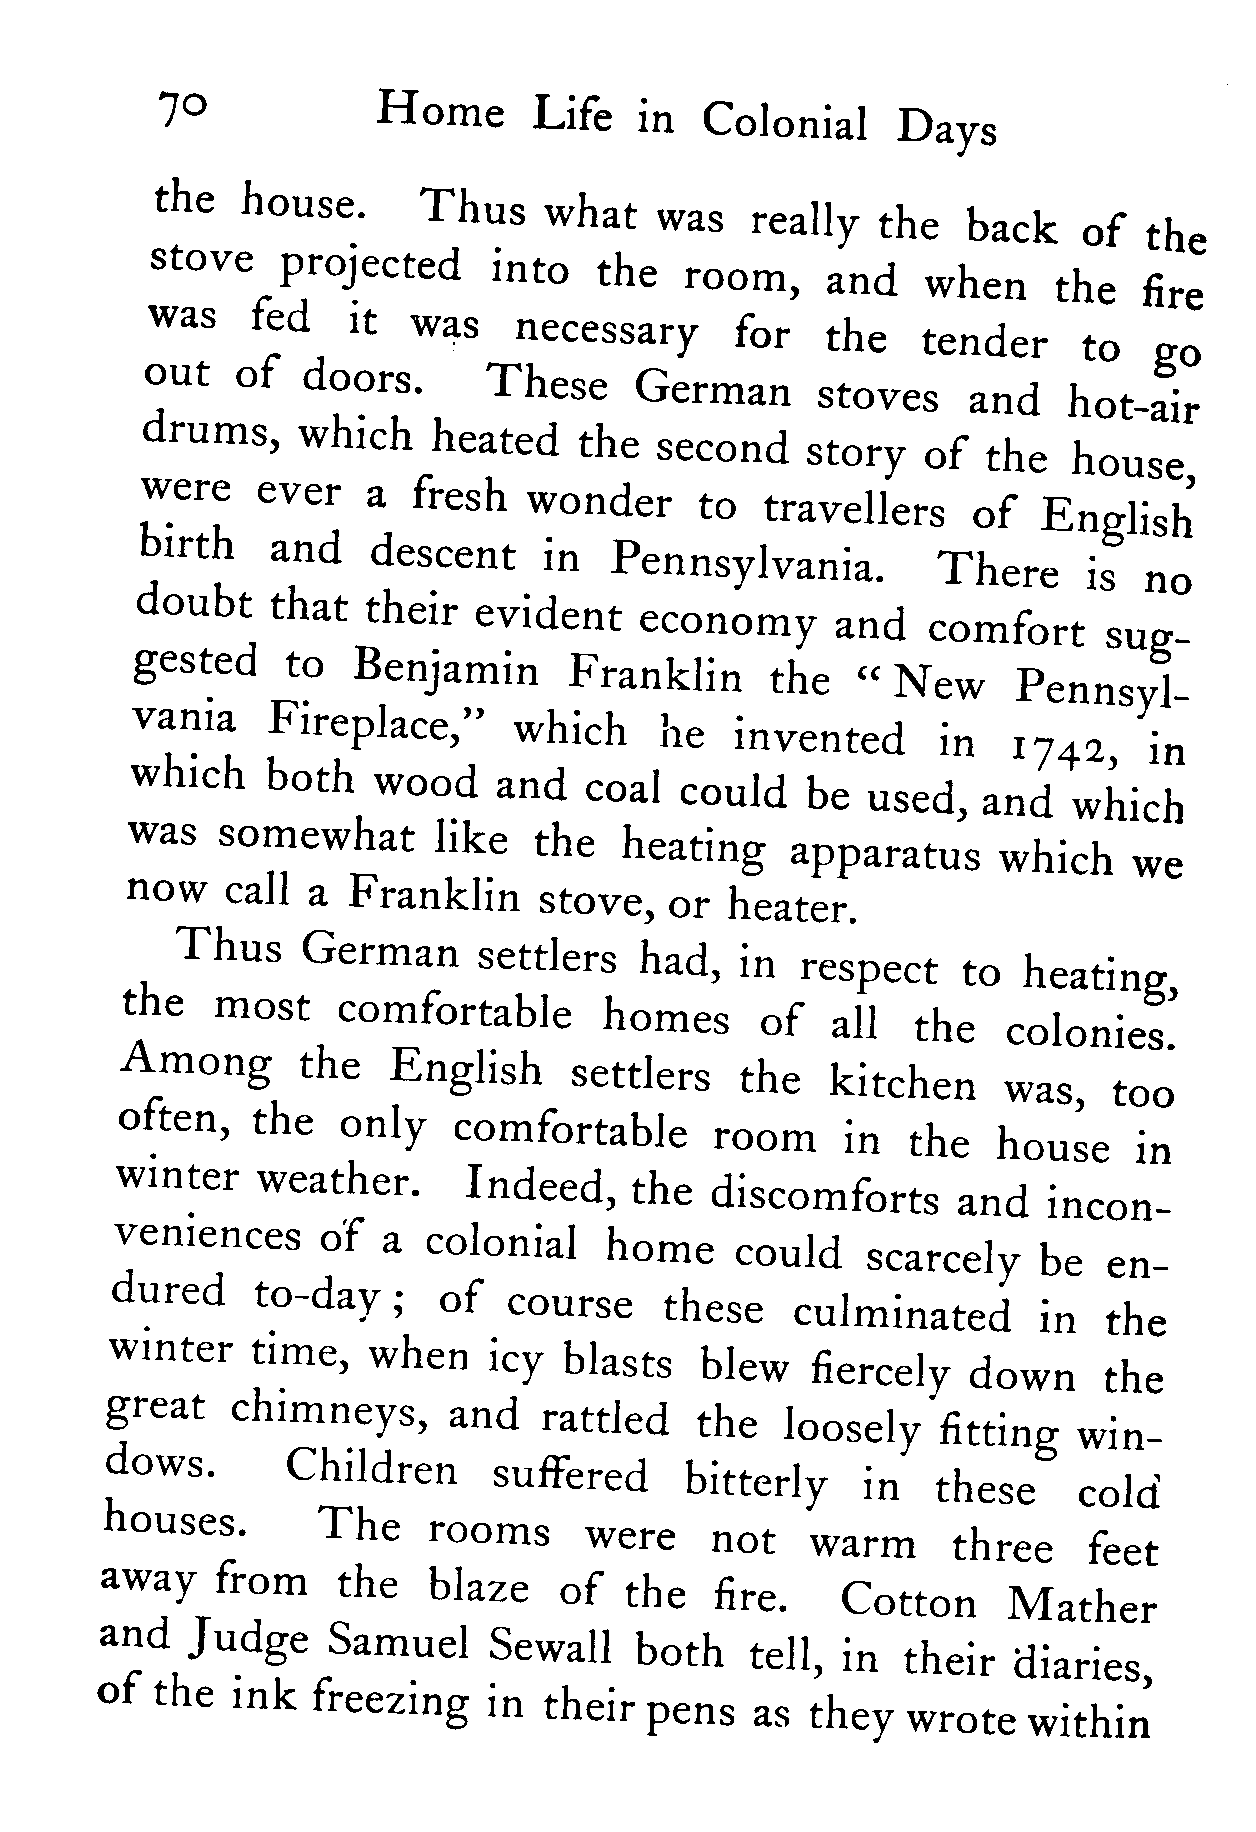 70 Home Life in Colonial Days
the house. Thus what was really the back of the
stove projected into the room, and when the fire
was fed it was necessary for the tender to go
out of doors. These German stoves and hot-air
drums, which heated the second story of the house,
were ever a fresh wonder to travellers of English
birth and descent in Pennsylvania. There is no
doubt that their evident economy and comfort sug-
gested to Benjamin Franklin the “ New Pennsyl-
vania Fireplace,” which he invented in 1742, in
which both wood and coal could be used, and which
was somewhat like the heating apparatus which we
now call a Franklin stove, or heater.
Thus German settlers had, in respect to heating,
the most comfortable homes of all the colonies.
Among the English settlers the kitchen was, too
often, the only comfortable room in the house in
winter weather. Indeed, the discomforts and incon-
veniences of a colonial home could scarcely be en-
dured to-day ; of course these culminated in the
winter time, when icy blasts blew fiercely down the
great chimneys, and rattled the loosely fitting win-
dows. Children suffered bitterly in these cold
houses. The rooms were not warm three feet
away from the blaze of the fire. Cotton Mather
and Judge Samuel Sewall both tell, in their diaries,
of the ink freezing in their pens as they wrote within